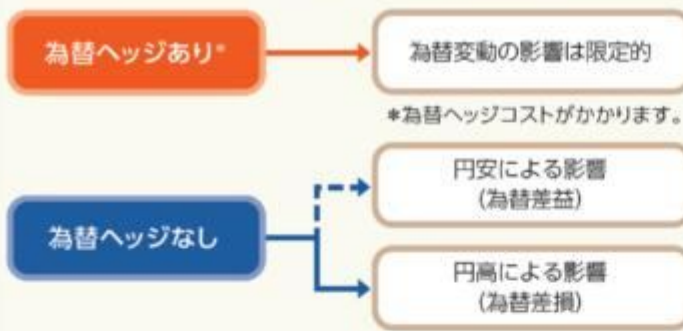 為替ヘッジあり*
為替変動の影響は限定的
*為替ヘッジコストがかかります。
為替ヘッジなし
円安による影響
(為替差益)
円高による影響
(為替差損)